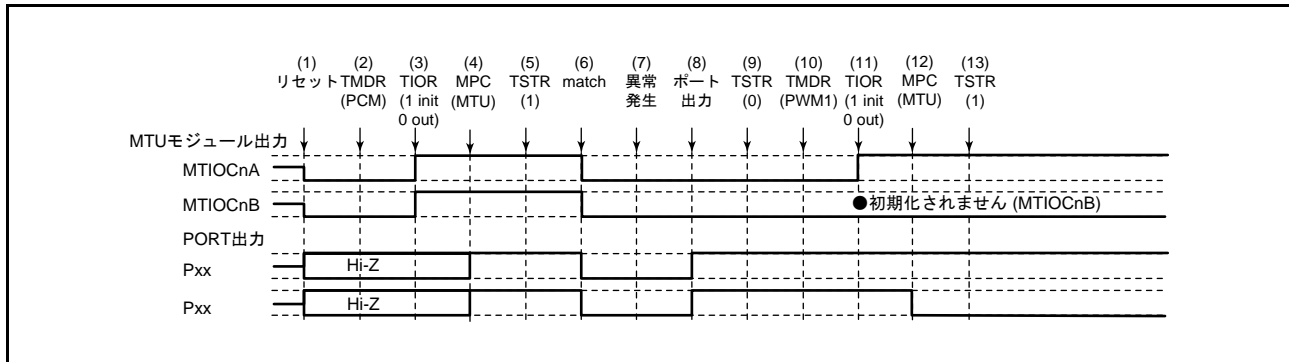 (1) (2) (3) (4) (5) (6) (7) (8) (9) (10) (11) (12) (13)
リセット TMDR TIOR MPC TSTR match 異常 ポート TSTR TMDR TIOR MPC TSTR
(PCM) (1 init (MTU) (1) 発生 出力 (0) (PWM1) (1 init (MTU) (1)
0 out) 0 out)
MTUモジュール出力
MTIOCnA
MTIOCnB ●初期化されません (MTIOCnB)
PORT出力
Pxx Hi-Z
Pxx Hi-Z